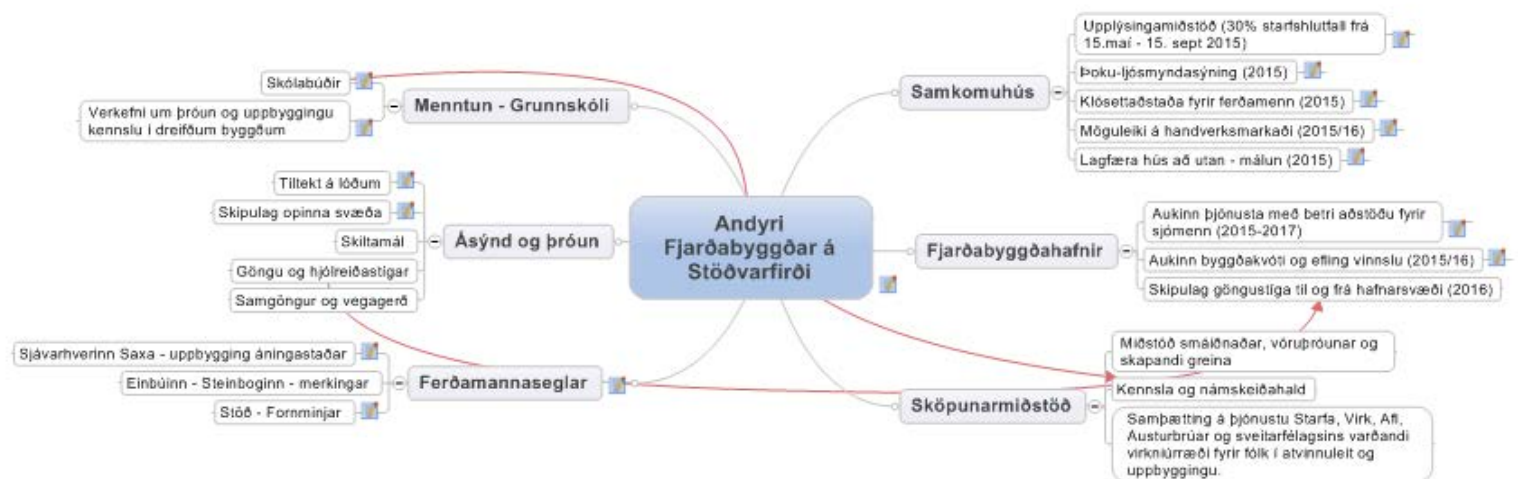 Skólabúðir
Verkefni um þróun og uppbyggingu
kennslu í dreifðum byggðum
Menntun - Grunnskóli
Tiltekt á lóðum
Skipulag opinna svæða
Skiltamál
Göngu og hjólreiðastígar
Samgöngur og vegagerð
Ásýnd og þróun
Sjávarhverinn Saxa - uppbygging áningastaðar
Einbúinn - Steinboginn - merkingar
Stöð - Fornminjar
Ferðamannaseglar
Andyri
Fjarðabyggðar á
Stöðvarfirði
Samkomuhús
Upplýsingamiðstöð (30% starfshlutfall frá
15.maí - 15. sept 2015)
Þoku-ljósmyndasýning (2015)
Klósettaðstaða fyrir ferðamenn (2015)
Möguleiki á handverksmarkaði (2015/16)
Lagfæra hús að utan - málun (2015)
Fjarðabyggðahafnir
Aukinn þjónusta með betri aðstöðu fyrir
sjómenn (2015-2017)
Aukinn byggðakvóti og efling vinnslu (2015/16)
Skipulag göngustíga til og frá hafnarsvæði (2016)
Sköpunarmiðstöð
Miðstöð smáiðnaðar, vöruþróunar og
skapandi greina
Kennsla og námskeiðahald
Samþætting á þjónustu Starfa, Virk, Afl,
Austurbrúar og sveitarfélagsins varðandi
virkniúrræði fyrir fólk í atvinnuleit og
uppbyggingu.